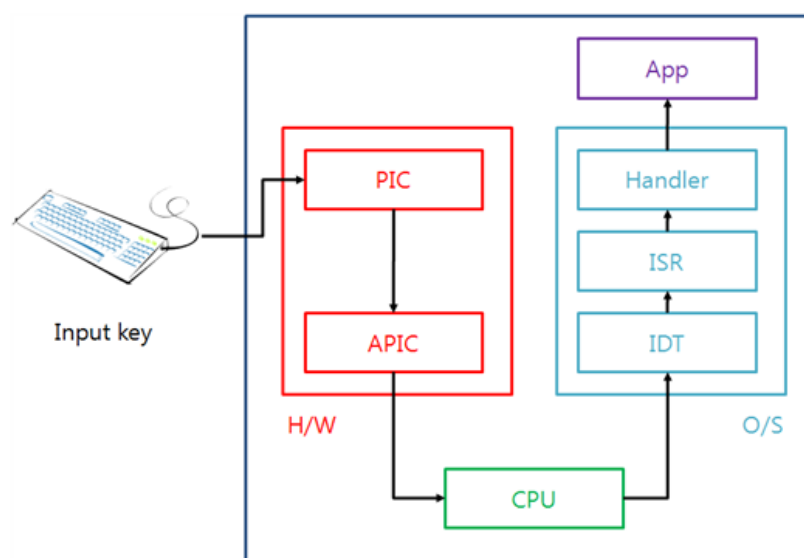 App
PIC
Handler
ISR
Input key
APIC
IDT
H/W
O/S
CPU